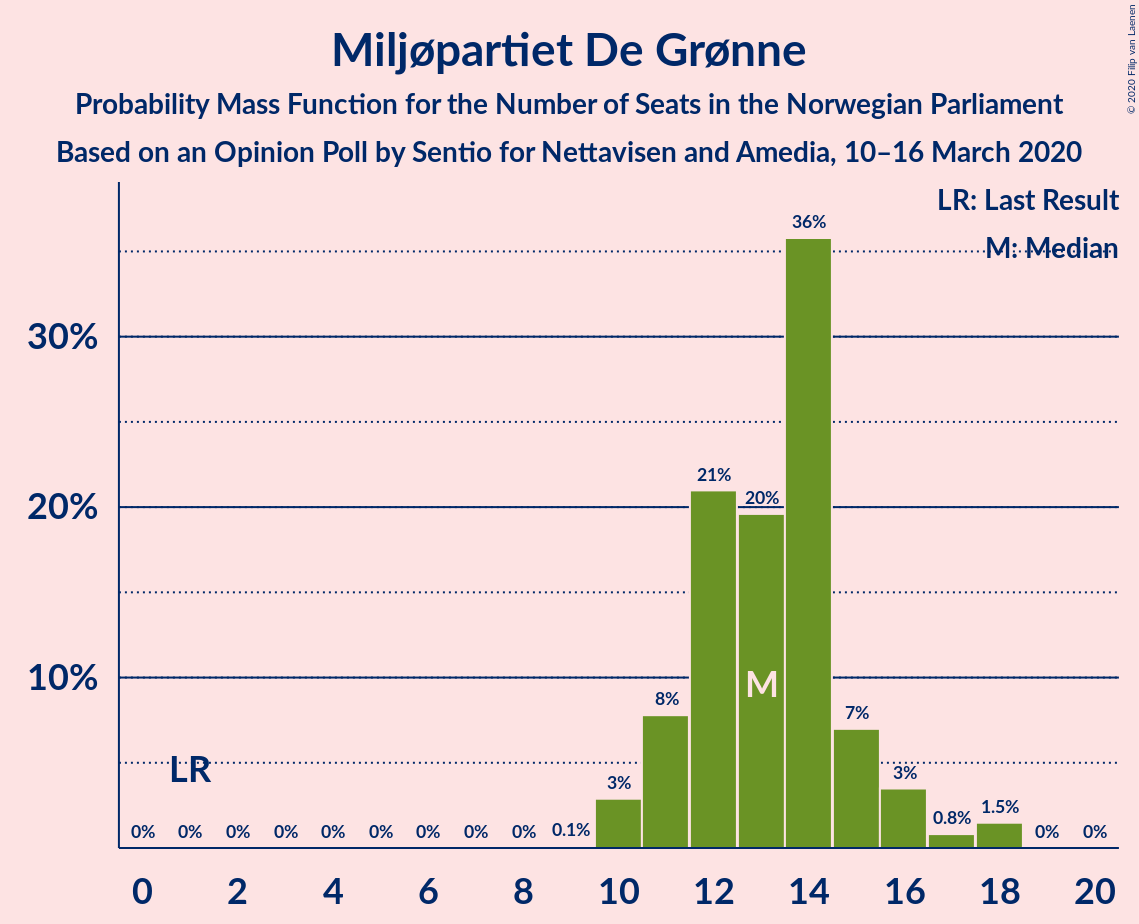 Miljøpartiet De Grønne
Probability Mass Function for the Number of Seats in the Norwegian Parliament
Based on an Opinion Poll by Sentio for Nettavisen and Amedia, 10–16 March 2020
© 2020 Filip van Laenen
LR: Last Result
M: Median
36%
30%
21%
20%
20%
M
10%
8%
7%
LR
3%
3%
1.5%
0.8%
0% 0% 0% 0% 0% 0% 0% 0% 0% 0.1% 0% 0%
0 2 4 6 8 10 12 14 16 18 20